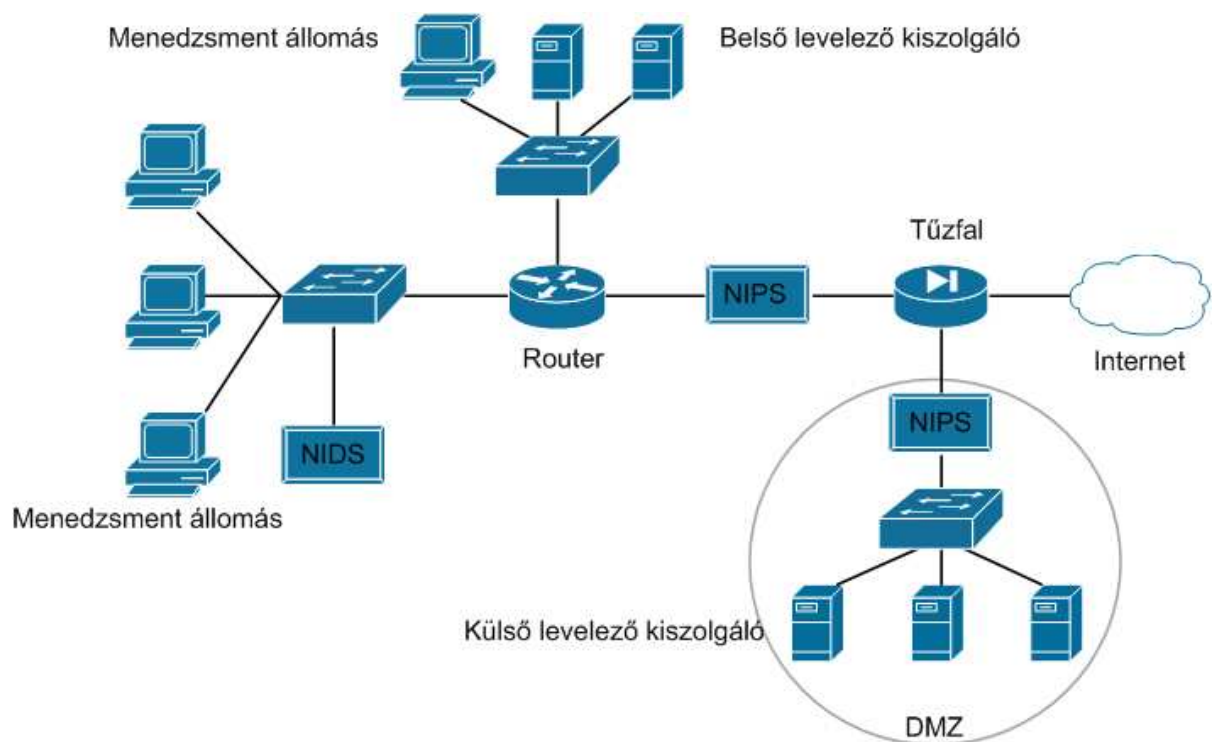 Menedzsment állomás
Belső levelező kiszolgáló
Tűzfal
NIPS
Router
Internet
NIPS
NIDS
Menedzsment állomás
Külső levelező kiszolgáló
DMZ